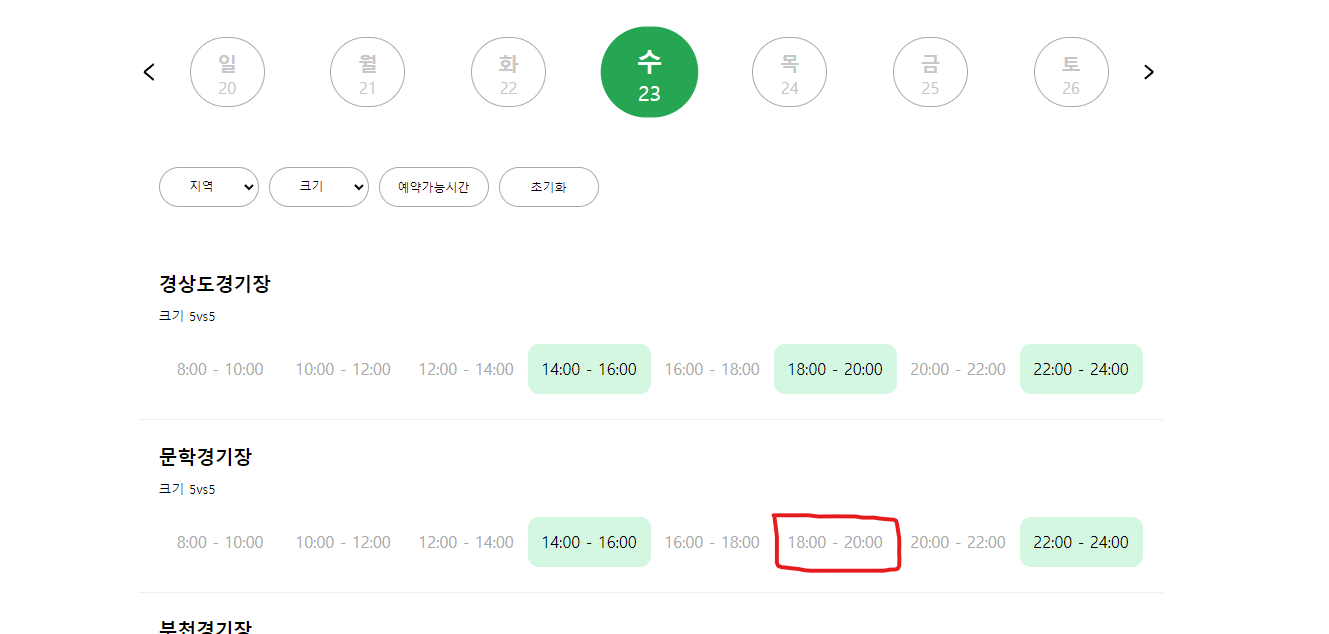 일 월 화 수 목 금 토
20 21 22 23 24 25 26
지역 크기 예약가능시간 초기화
경상도경기장
크기 5vs5
8:00 - 10:00 10:00 - 12:00 12:00 - 14:00 14:00 - 16:00 16:00 - 18:00 18:00 - 20:00 20:00 - 22:00 22:00 - 24:00
문학경기장
크기 5vs5
8:00 - 10:00 10:00 - 12:00 12:00 - 14:00 14:00 - 16:00 16:00 - 18:00 18:00 - 20:00 20:00 - 22:00 22:00 - 24:00
부천경기장